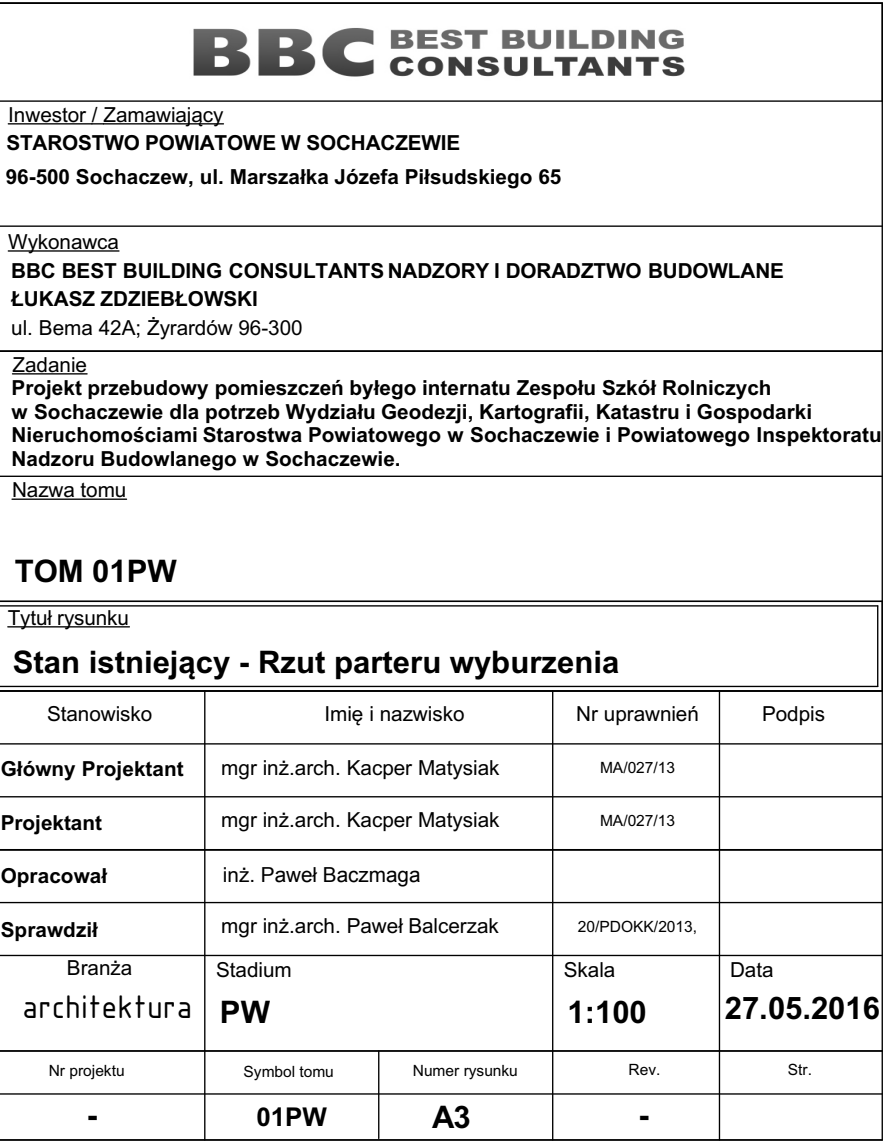 BBC BEST BUILDING
CONSULTANTS
Inwestor / Zamawiający
STAROSTWO POWIATOWE W SOCHACZEWIE
96-500 Sochaczew, ul. Marszałka Józefa Piłsudskiego 65
Wykonawca
BBC BEST BUILDING CONSULTANTS NADZORY I DORADZTWO BUDOWLANE
ŁUKASZ ZDZIEBŁOWSKI
ul. Bema 42A; Żyrardów 96-300
Zadanie
Projekt przebudowy pomieszczeń byłego internatu Zespołu Szkół Rolniczych
w Sochaczewie dla potrzeb Wydziału Geodezji, Kartografii, Katastru i Gospodarki
Nieruchomościami Starostwa Powiatowego w Sochaczewie i Powiatowego Inspektoratu
Nadzoru Budowlanego w Sochaczewie.
Nazwa tomu
TOM 01PW
Tytuł rysunku
Stan istniejący - Rzut parteru wyburzenia
Stanowisko Imię i nazwisko Nr uprawnień Podpis
Główny Projektant mgr inż.arch. Kacper Matysiak MA/027/13
Projektant mgr inż.arch. Kacper Matysiak MA/027/13
Opracował inż. Paweł Baczmaga
Sprawdził mgr inż.arch. Paweł Balcerzak 20/PDOKK/2013,
Branża Stadium Skala Data
architektura PW 1:100 27.05.2016
Nr projektu Symbol tomu Numer rysunku Rev. Str.
- 01PW A3 -